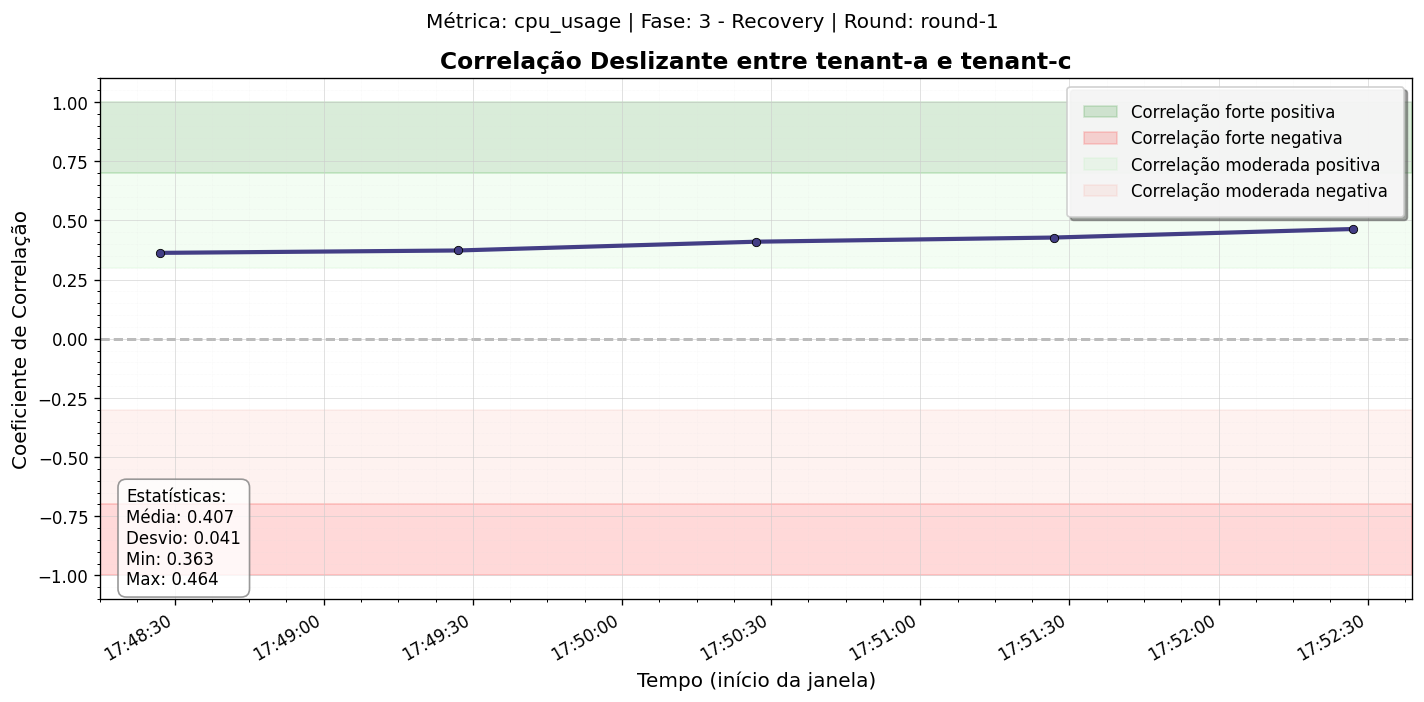 Métrica: cpu_usage | Fase: 3 - Recovery | Round: round-1
Correlação Deslizante entre tenant-a e tenant-c
Coeficiente de Correlação
1.00
0.75
0.50
0.25
0.00
−0.25
−0.50
−0.75
−1.00
Correlação forte positiva
Correlação forte negativa
Correlação moderada positiva
Correlação moderada negativa
Estatísticas:
Média: 0.407
Desvio: 0.041
Min: 0.363
Max: 0.464
17:48:30
17:49:00
17:49:30
17:50:00
17:50:30
17:51:00
17:51:30
17:52:00
17:52:30
Tempo (início da janela)